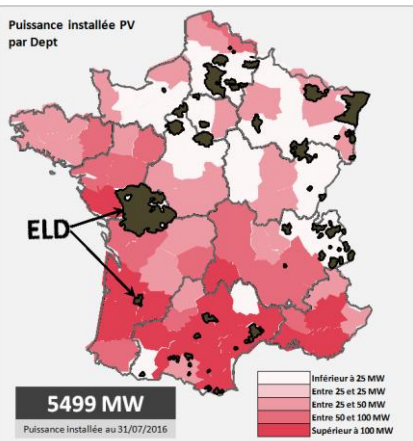 Puissance installée PV
par Dept
ELD
5499 MW
Puissance installée au 31/07/2016
Inférieur à 25 MW
Entre 25 et 25 MW
Entre 25 et 50 MW
Entre 50 et 100 MW
Supérieur à 100 MW